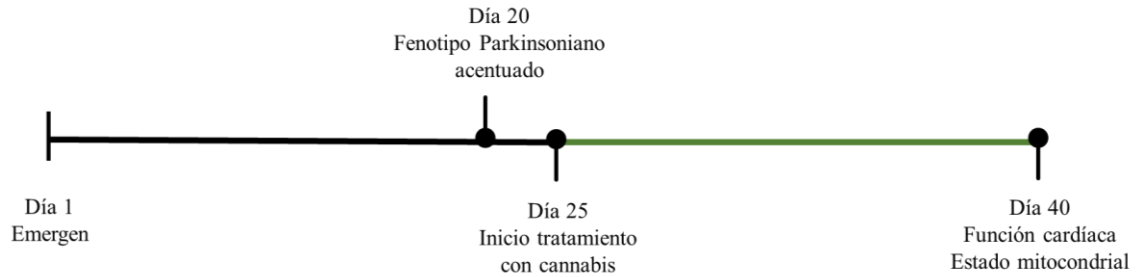 Día 20
Fenotipo Parkinsoniano
acentuado
Día 1
Emergen
Día 25
Inicio tratamiento
con cannabis
Día 40
Función cardíaca
Estado mitocondrial